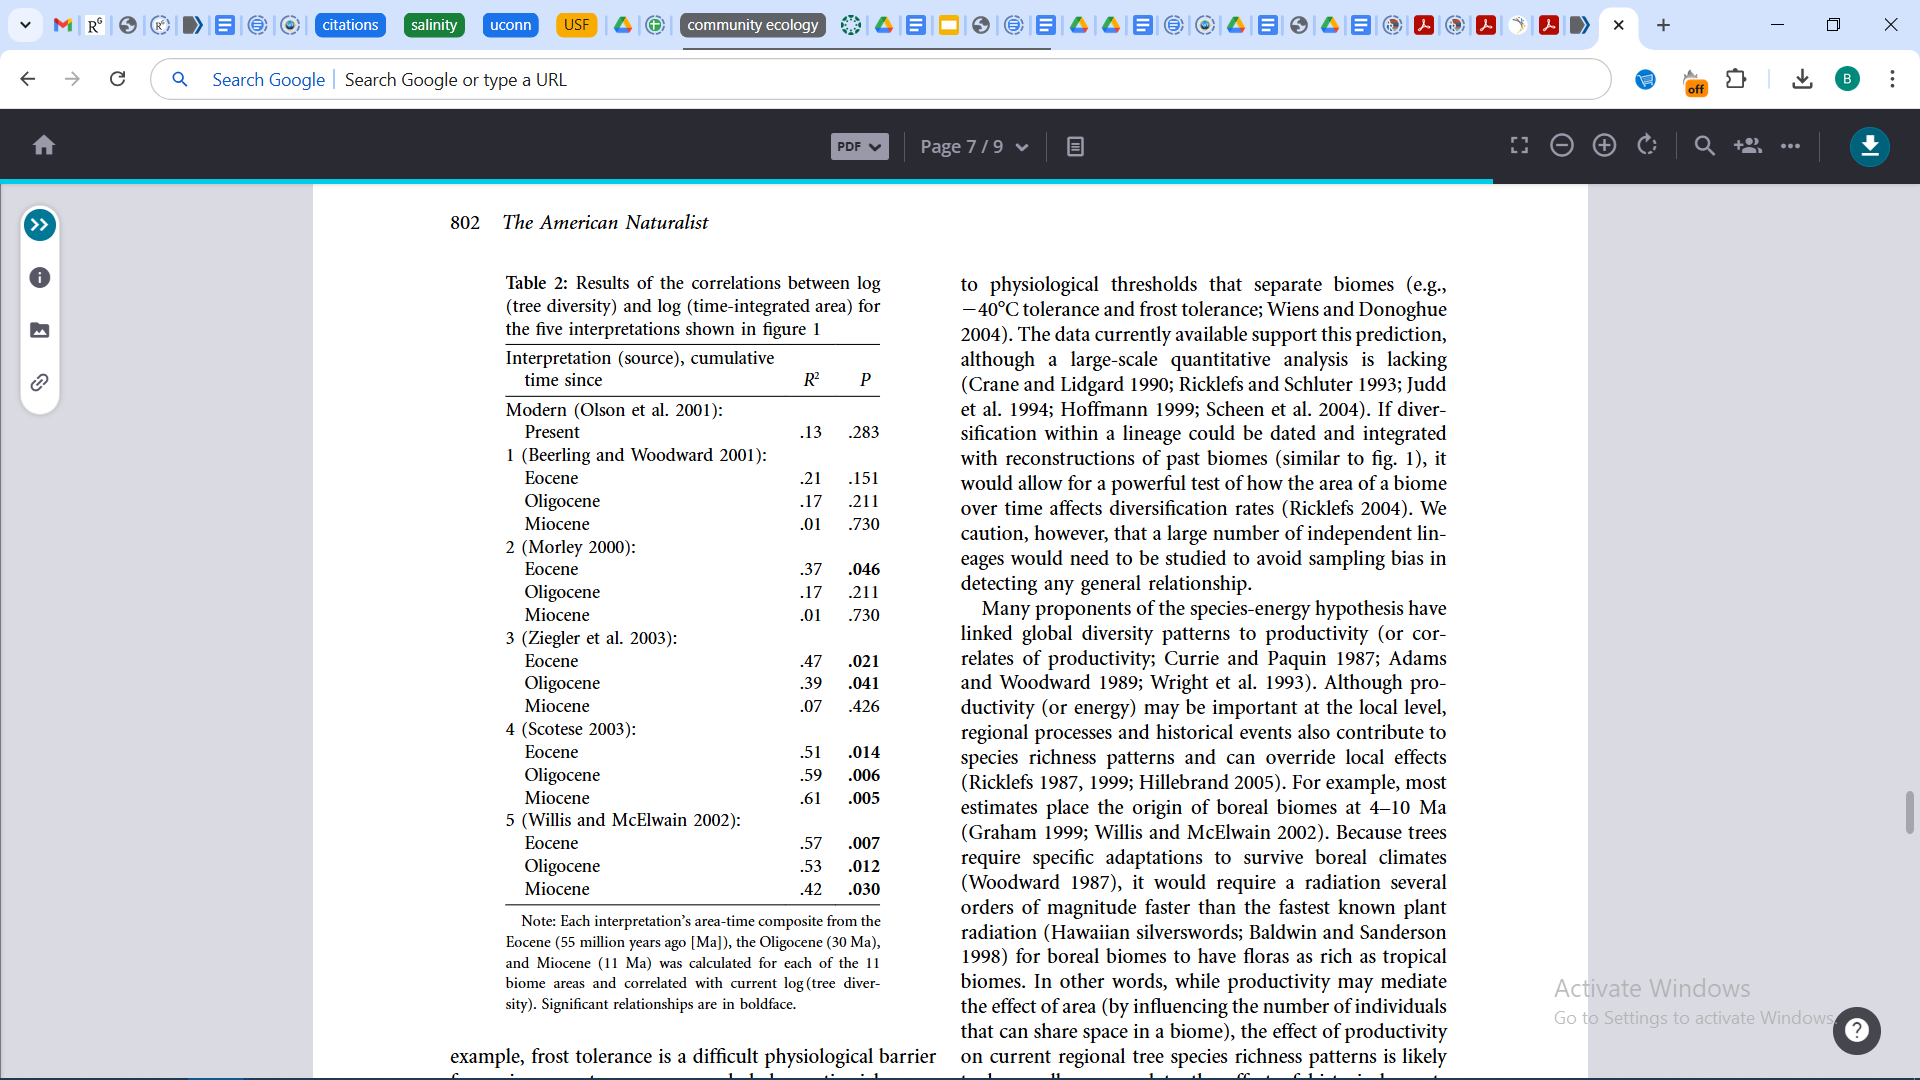 citations
salinity
uconn
USF
community ecology
Search Google
Search Google or type a URL
off
B
PDF
Page 7 / 9
802 The American Naturalist
Table 2: Results of the correlations between log
(tree diversity) and log (time-integrated area) for
the five interpretations shown in figure 1
Interpretation (source), cumulative
time since R² P
Modern (Olson et al. 2001):
Present .13 .283
1 (Beerling and Woodward 2001):
Eocene .21 .151
Oligocene .17 .211
Miocene .01 .730
2 (Morley 2000):
Eocene .37 .046
Oligocene .17 .211
Miocene .01 .730
3 (Ziegler et al. 2003):
Eocene .47 .021
Oligocene .39 .041
Miocene .07 .426
4 (Scotese 2003):
Eocene .51 .014
Oligocene .59 .006
Miocene .61 .005
5 (Willis and McElwain 2002):
Eocene .57 .007
Oligocene .53 .012
Miocene .42 .030
Note: Each interpretation's area-time composite from the
Eocene (55 million years ago [Ma]), the Oligocene (30 Ma),
and Miocene (11 Ma) was calculated for each of the 11
biome areas and correlated with current log (tree diver-
sity). Significant relationships are in boldface.
example, frost tolerance is a difficult physiological barrier
to physiological thresholds that separate biomes (e.g.,
−40°C tolerance and frost tolerance; Wiens and Donoghue
2004). The data currently available support this prediction,
although a large-scale quantitative analysis is lacking
(Crane and Lidgard 1990; Ricklefs and Schluter 1993; Judd
et al. 1994; Hoffmann 1999; Scheen et al. 2004). If diver-
sification within a lineage could be dated and integrated
with reconstructions of past biomes (similar to fig. 1), it
would allow for a powerful test of how the area of a biome
over time affects diversification rates (Ricklefs 2004). We
caution, however, that a large number of independent lin-
eages would need to be studied to avoid sampling bias in
detecting any general relationship.
Many proponents of the species-energy hypothesis have
linked global diversity patterns to productivity (or cor-
relates of productivity; Currie and Paquin 1987; Adams
and Woodward 1989; Wright et al. 1993). Although pro-
ductivity (or energy) may be important at the local level,
regional processes and historical events also contribute to
species richness patterns and can override local effects
(Ricklefs 1987, 1999; Hillebrand 2005). For example, most
estimates place the origin of boreal biomes at 4–10 Ma
(Graham 1999; Willis and McElwain 2002). Because trees
require specific adaptations to survive boreal climates
(Woodward 1987), it would require a radiation several
orders of magnitude faster than the fastest known plant
radiation (Hawaiian silverswords; Baldwin and Sanderson
1998) for boreal biomes to have floras as rich as tropical
biomes. In other words, while productivity may mediate
the effect of area (by influencing the number of individuals
that can share space in a biome), the effect of productivity
on current regional tree species richness patterns is likely
Activate Windows
Go to Settings to activate Windows.